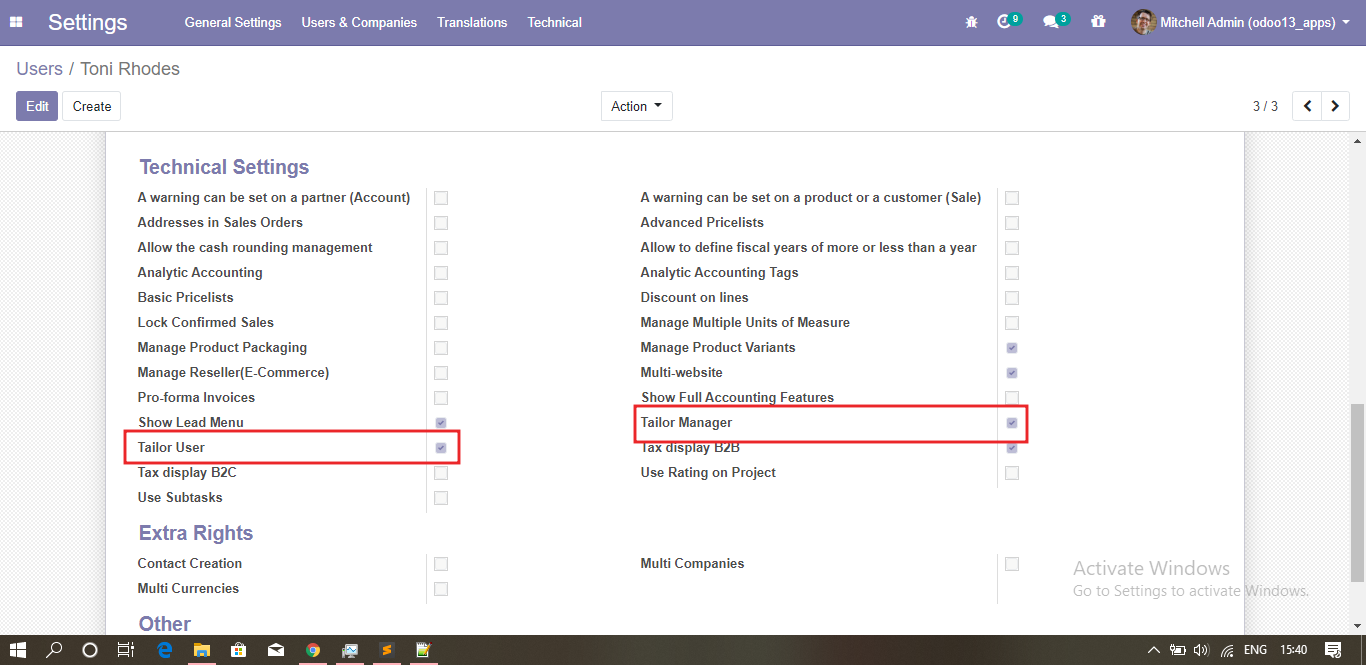 Settings General Settings Users & Companies Translations Technical 9 3 Mitchell Admin (odoo13_apps)
Users / Toni Rhodes
Edit Create Action 3 / 3
Technical Settings
A warning can be set on a partner (Account) A warning can be set on a product or a customer (Sale)
Addresses in Sales Orders Advanced Pricelists
Allow the cash rounding management Allow to define fiscal years of more or less than a year
Analytic Accounting Analytic Accounting Tags
Basic Pricelists Discount on lines
Lock Confirmed Sales Manage Multiple Units of Measure
Manage Product Packaging Manage Product Variants
Manage Reseller(E-Commerce) Multi-website
Pro-forma Invoices Show Full Accounting Features
Show Lead Menu Tailor Manager
Tailor User Tax display B2B
Tax display B2C Use Rating on Project
Use Subtasks
Extra Rights
Contact Creation Multi Companies
Multi Currencies
Activate Windows
Go to Settings to activate Windows.
Other
ENG 15:40